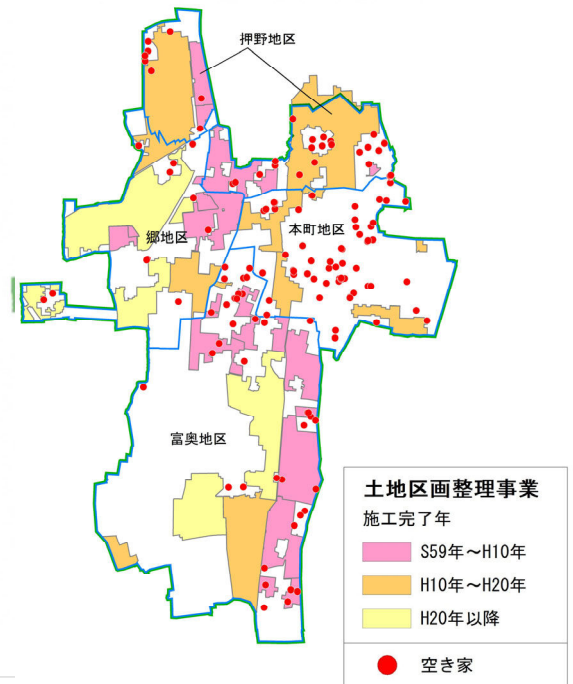 押野地区
本町地区
郷地区
富奥地区
土地区画整理事業
施工完了年
S59年～H10年
H10年～H20年
H20年以降
空き家